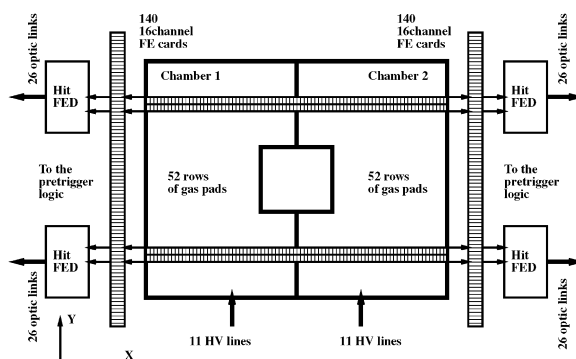 140
16channel
FE cards
140
16channel
FE cards
26 optic links
Hit
FED
Chamber 1
Chamber 2
Hit
FED
26 optic links
To the
pretrigger
logic
52 rows
of gas pads
52 rows
of gas pads
To the
pretrigger
logic
26 optic links
Hit
FED
Hit
FED
26 optic links
Y
X
11 HV lines
11 HV lines